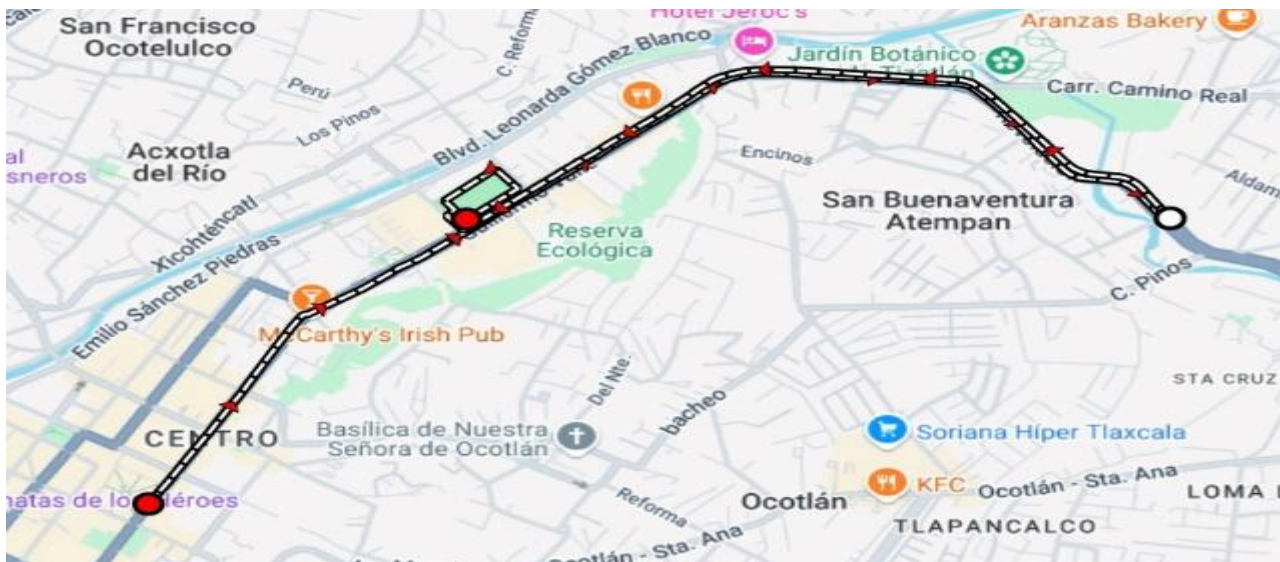 San Francisco
Ocotelulco
C. Reforma
Hotel Jeroc's
Aranzas Bakery
Jardín Botánico
Carr. Camino Real
Perú
Los Pinos
Blvd. Leonarda Gómez Blanco
Acxotla
del Río
Encinos
Aldam
San Buenaventura
Atempan
Xicohténcatl
Emilio Sánchez Piedras
Reserva
Ecológica
C. Pinos
McCarthy's Irish Pub
STA CRUZ
Del Nte.
bacheo
CENTRO
Basílica de Nuestra
Señora de Ocotlán
Soriana Híper Tlaxcala
KFC
Ocotlán - Sta. Ana
LOMA
Ocotlán
TLAPANCALCO
Reforma
Ocotlán - Sta. Ana